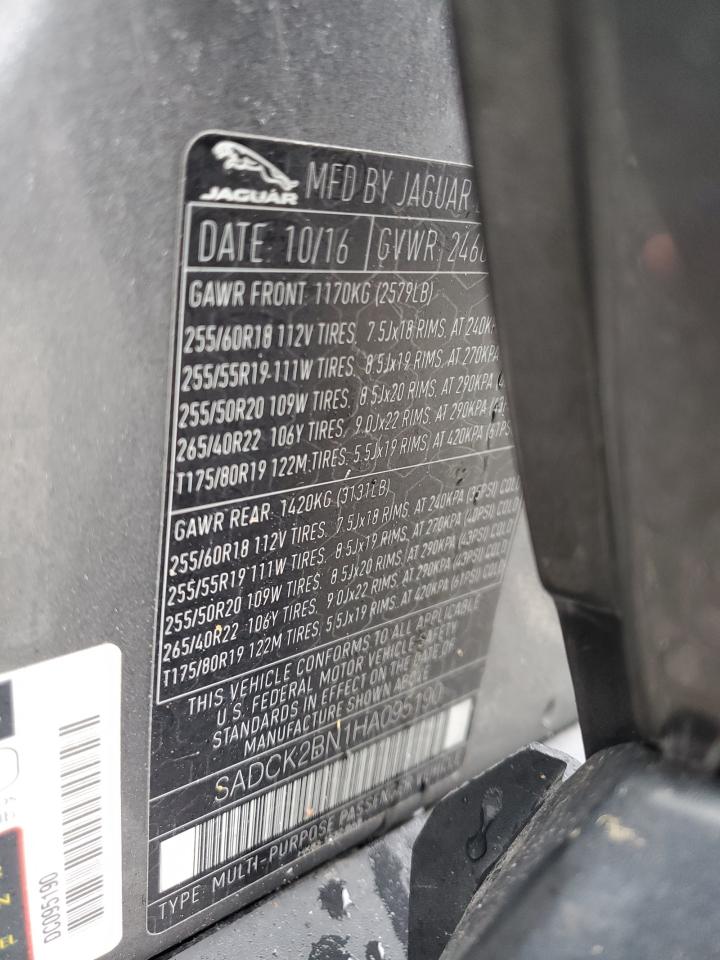 JAGUAR
MFD BY JAGUAR
DATE: 10/16 GVWR: 246
GAWR FRONT: 1170KG (2579LB)
255/60R18 112V TIRES, 7.5Jx18 RIMS, AT 240K
255/55R19 111W TIRES, 8.5Jx19 RIMS, AT 270KPA
255/50R20 109W TIRES, 8.5Jx20 RIMS, AT 290KPA
265/40R22 106Y TIRES, 9.0Jx22 RIMS, AT 290KPA (43
T175/80R19 122M TIRES, 5.5Jx19 RIMS, AT 420KPA (61PS
GAWR REAR: 1420KG (3131LB)
255/60R18 112V TIRES, 7.5Jx18 RIMS, AT 240KPA (35PSI) COL
255/55R19 111W TIRES, 8.5Jx19 RIMS, AT 270KPA (40PSI) COLD
255/50R20 109W TIRES, 8.5Jx20 RIMS, AT 290KPA (43PSI) COLD
265/40R22 106Y TIRES, 9.0Jx22 RIMS, AT 290KPA (43PSI) COLD
T175/80R19 122M TIRES, 5.5Jx19 RIMS, AT 420KPA (61PSI) COLD
THIS VEHICLE CONFORMS TO ALL APPLICABLE
U.S. FEDERAL MOTOR VEHICLE SAFETY
STANDARDS IN EFFECT ON THE DATE OF
MANUFACTURE SHOWN ABOVE
SADCK2BN1HA095190
TYPE: MULTI-PURPOSE PASSENGER VEHICLE
DC095190